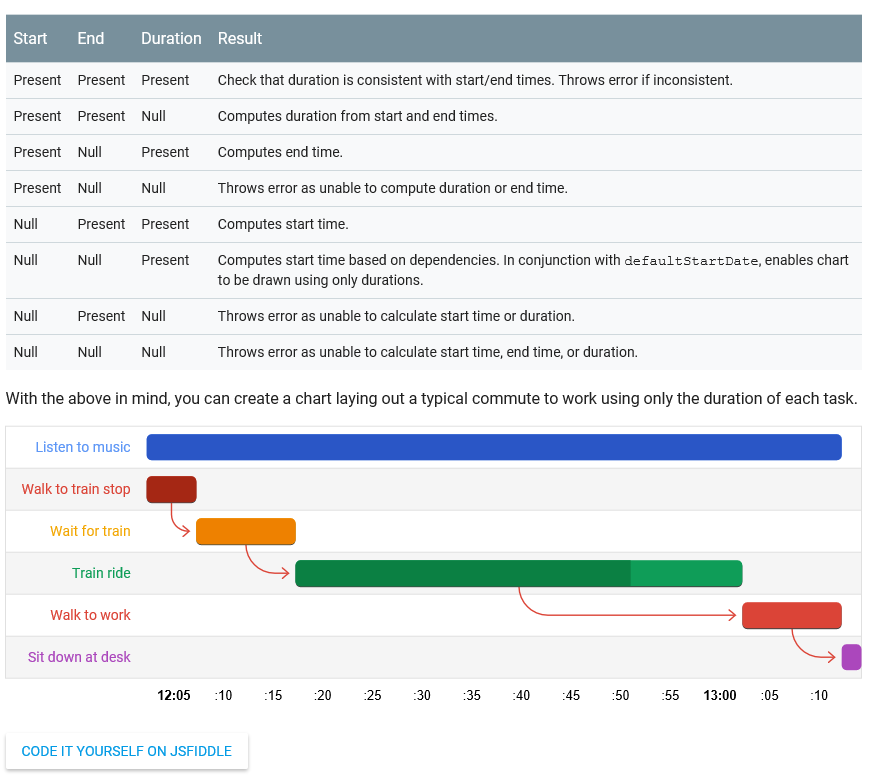 Start End Duration Result
Present Present Present Check that duration is consistent with start/end times. Throws error if inconsistent.
Present Present Null Computes duration from start and end times.
Present Null Present Computes end time.
Present Null Null Throws error as unable to compute duration or end time.
Null Present Present Computes start time.
Null Null Present Computes start time based on dependencies. In conjunction with defaultStartDate, enables chart
to be drawn using only durations.
Null Present Null Throws error as unable to calculate start time or duration.
Null Null Null Throws error as unable to calculate start time, end time, or duration.
With the above in mind, you can create a chart laying out a typical commute to work using only the duration of each task.
Listen to music
Walk to train stop
Wait for train
Train ride
Walk to work
Sit down at desk
12:05 :10 :15 :20 :25 :30 :35 :40 :45 :50 :55 13:00 :05 :10
CODE IT YOURSELF ON JSFIDDLE